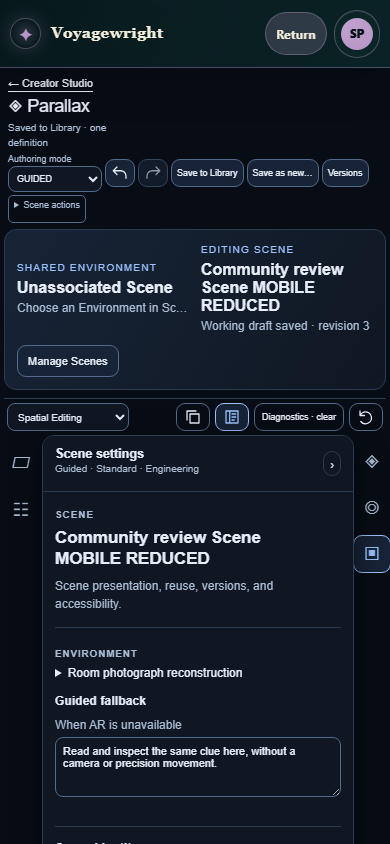 Voyagewright
Return
SP
← Creator Studio
Parallax
Saved to Library · one
definition
Authoring mode
GUIDED
Save to Library
Save as new...
Versions
Scene actions
SHARED ENVIRONMENT
Unassociated Scene
Choose an Environment in Sc...
EDITING SCENE
Community review
Scene MOBILE
REDUCED
Working draft saved · revision 3
Manage Scenes
Spatial Editing
Diagnostics · clear
Scene settings
Guided · Standard · Engineering
SCENE
Community review Scene
MOBILE REDUCED
Scene presentation, reuse, versions, and
accessibility.
ENVIRONMENT
Room photograph reconstruction
Guided fallback
When AR is unavailable
Read and inspect the same clue here, without a
camera or precision movement.